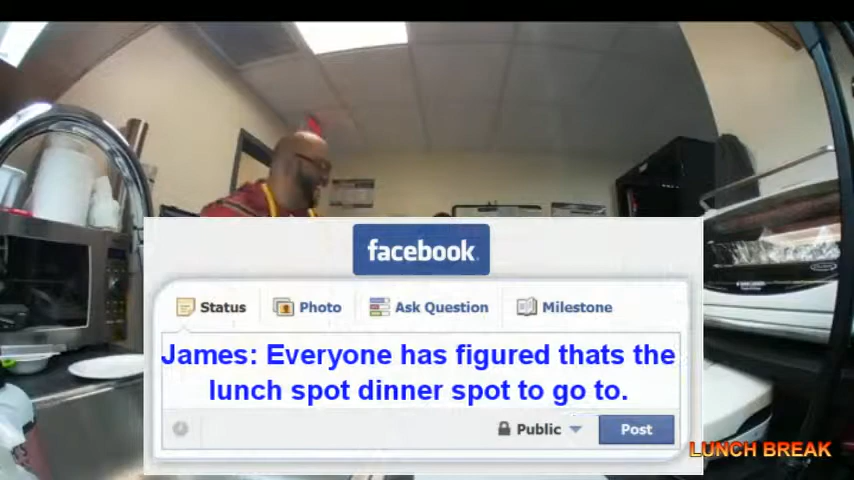 facebook
Status Photo Ask Question Milestone
James: Everyone has figured thats the
lunch spot dinner spot to go to.
Public Post
LUNCH BREAK